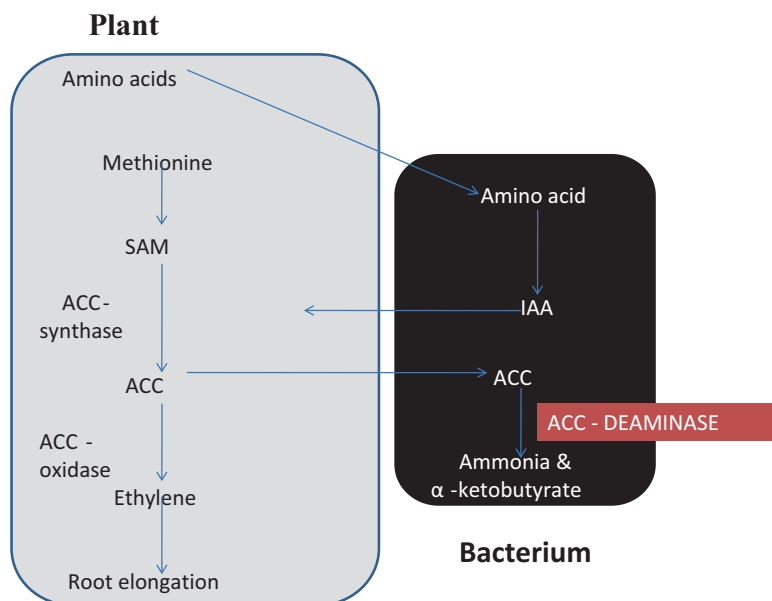 Plant
Amino acids
Methionine
SAM
ACC-
synthase
ACC
ACC -
oxidase
Ethylene
Root elongation
Amino acid
IAA
ACC
ACC - DEAMINASE
Ammonia &
α -ketobutyrate
Bacterium